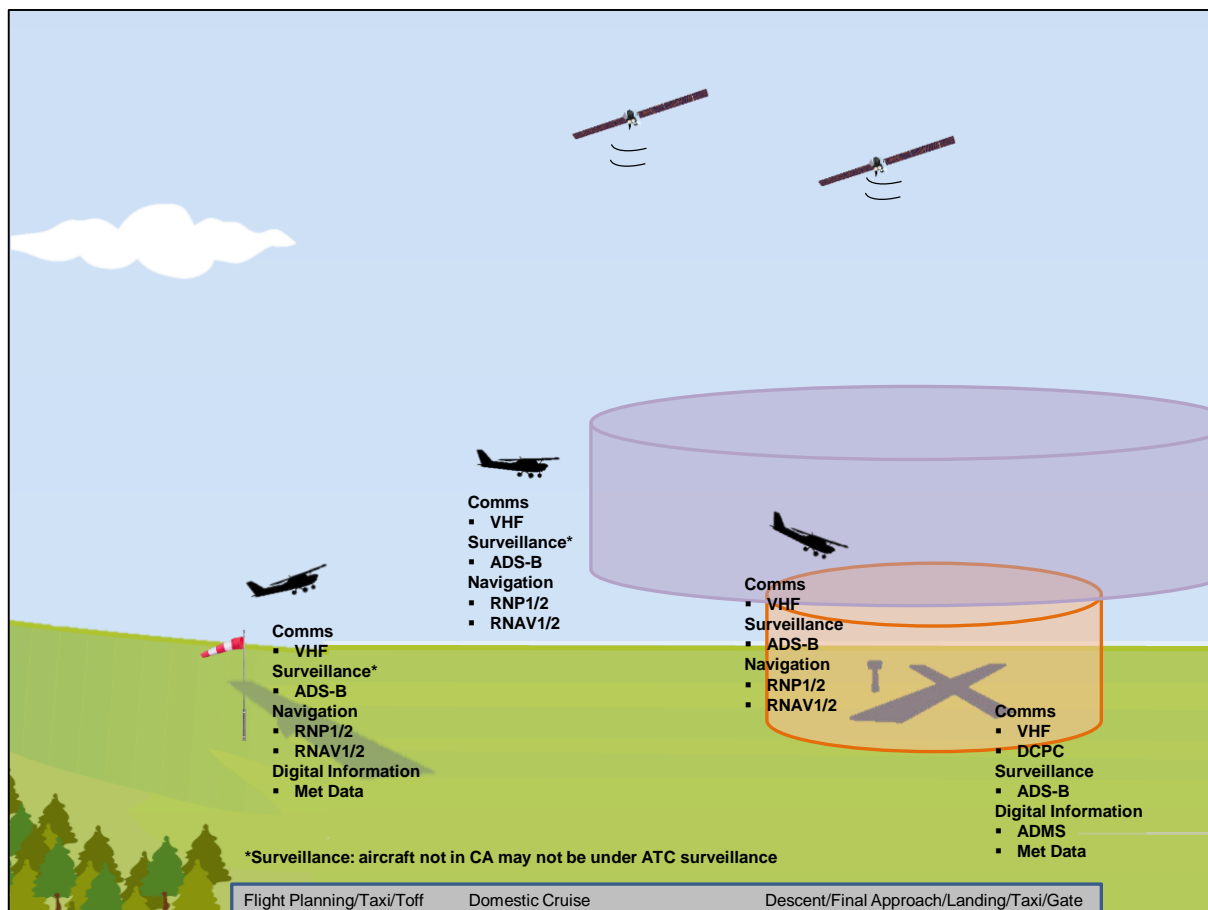 Comms
▪ VHF
Surveillance*
▪ ADS-B
Navigation
▪ RNP1/2
▪ RNAV1/2
Digital Information
▪ Met Data
Comms
▪ VHF
Surveillance*
▪ ADS-B
Navigation
▪ RNP1/2
▪ RNAV1/2
Comms
▪ VHF
Surveillance
▪ ADS-B
Navigation
▪ RNP1/2
▪ RNAV1/2
Comms
▪ VHF
▪ DCPC
Surveillance
▪ ADS-B
Digital Information
▪ ADMS
▪ Met Data
*Surveillance: aircraft not in CA may not be under ATC surveillance
Flight Planning/Taxi/Toff
Domestic Cruise
Descent/Final Approach/Landing/Taxi/Gate